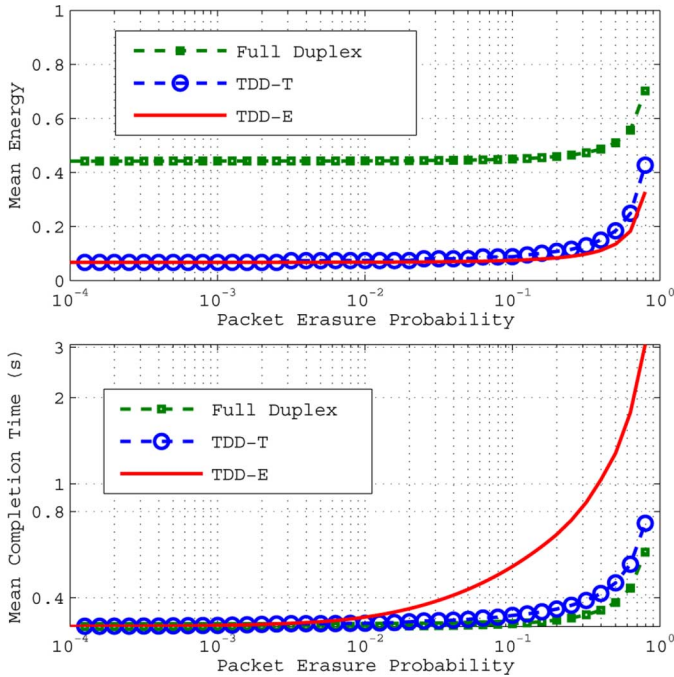 1
0.8
0.6
0.4
0.2
0
Mean Energy
Full Duplex
TDD-T
TDD-E
10^-4
10^-3
10^-2
10^-1
10^0
Packet Erasure Probability
3
2
1
0.8
0.4
Mean Completion Time (s)
Full Duplex
TDD-T
TDD-E
10^-4
10^-3
10^-2
10^-1
10^0
Packet Erasure Probability